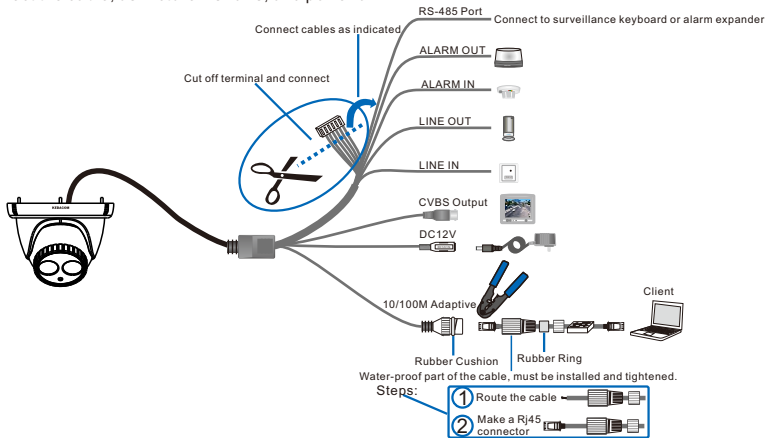 RS-485 Port
Connect to surveillance keyboard or alarm expander
Connect cables as indicated
ALARM OUT
Cut off terminal and connect
ALARM IN
LINE OUT
LINE IN
CVBS Output
DC12V
KEDACOM
10/100M Adaptive
Client
Rubber Cushion
Rubber Ring
Water-proof part of the cable, must be installed and tightened.
Steps:
1 Route the cable
2 Make a Rj45
connector